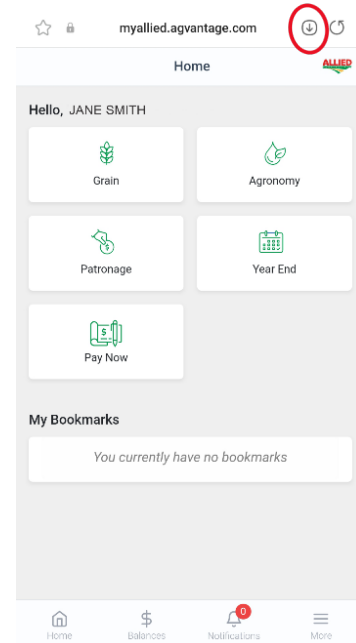 myallied.agvantage.com
Home
ALLIED
Hello, JANE SMITH
Grain
Agronomy
Patronage
Year End
Pay Now
My Bookmarks
You currently have no bookmarks
0
Home
Balances
Notifications
More